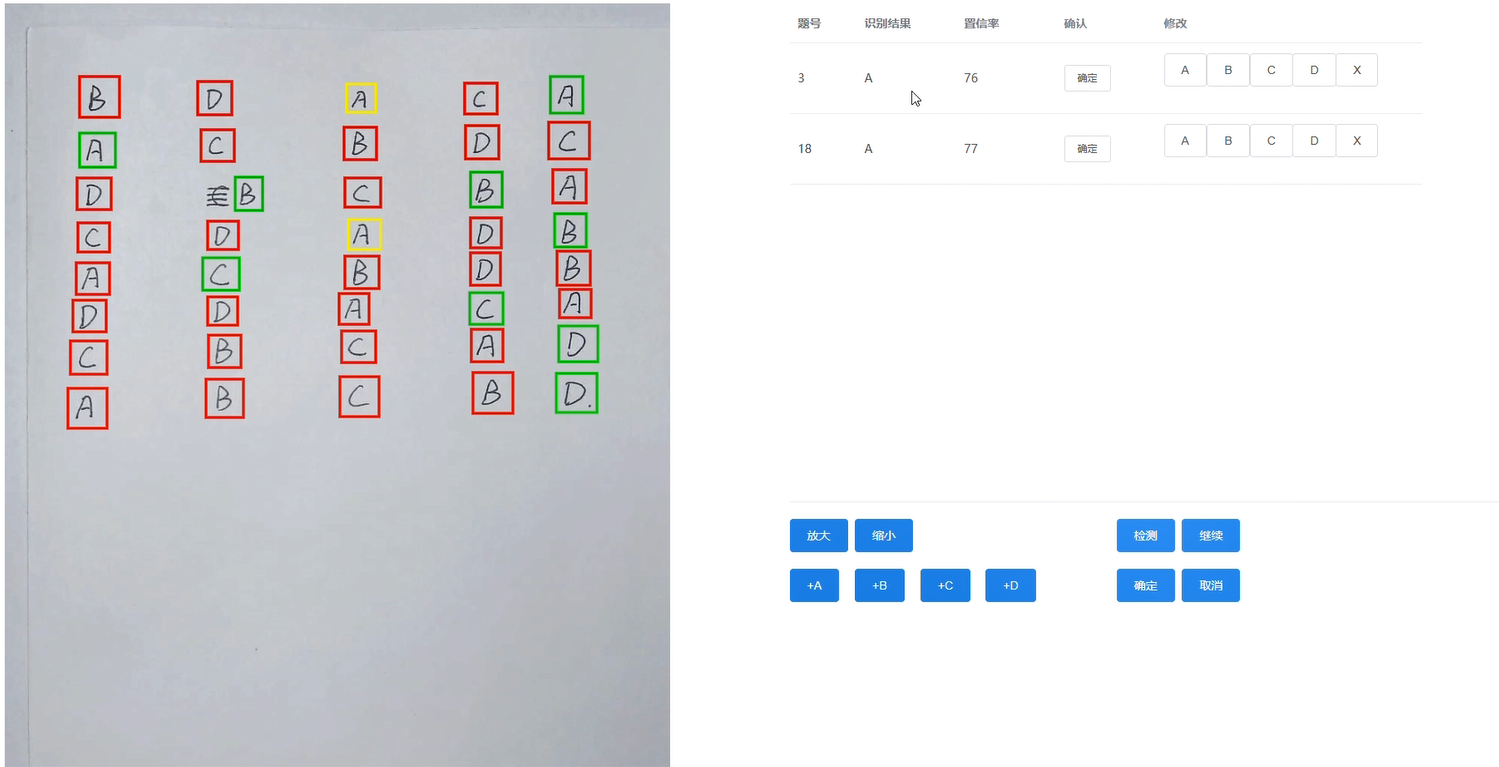 B D A C A
A C B D C
D B C B A
C D A D B
A C B D B
D D A C A
C B C A D
A B C B D.
题号 识别结果 置信率 确认 修改
3 A 76 确定 A B C D X
18 A 77 确定 A B C D X
放大 缩小 检测 继续
+A +B +C +D 确定 取消